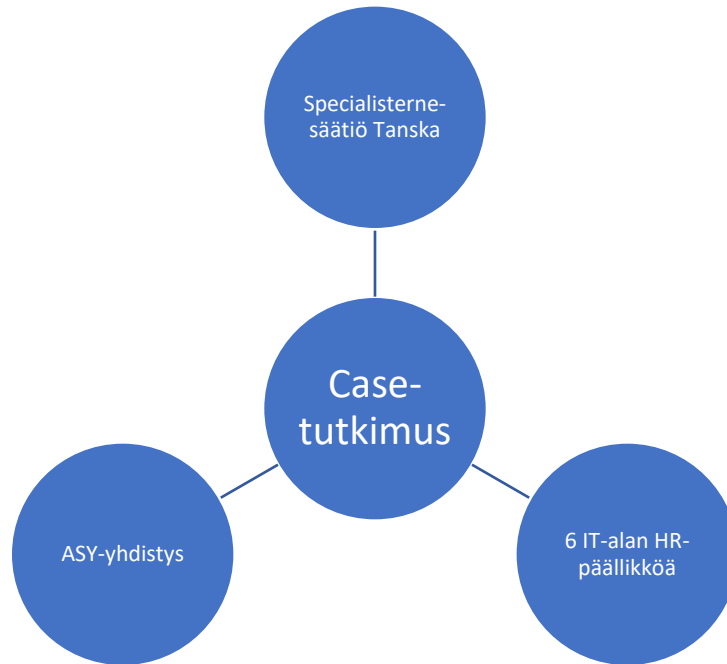 Specialisterne-
säätiö Tanska
Case-
tutkimus
ASY-yhdistys
6 IT-alan HR-
päällikköä